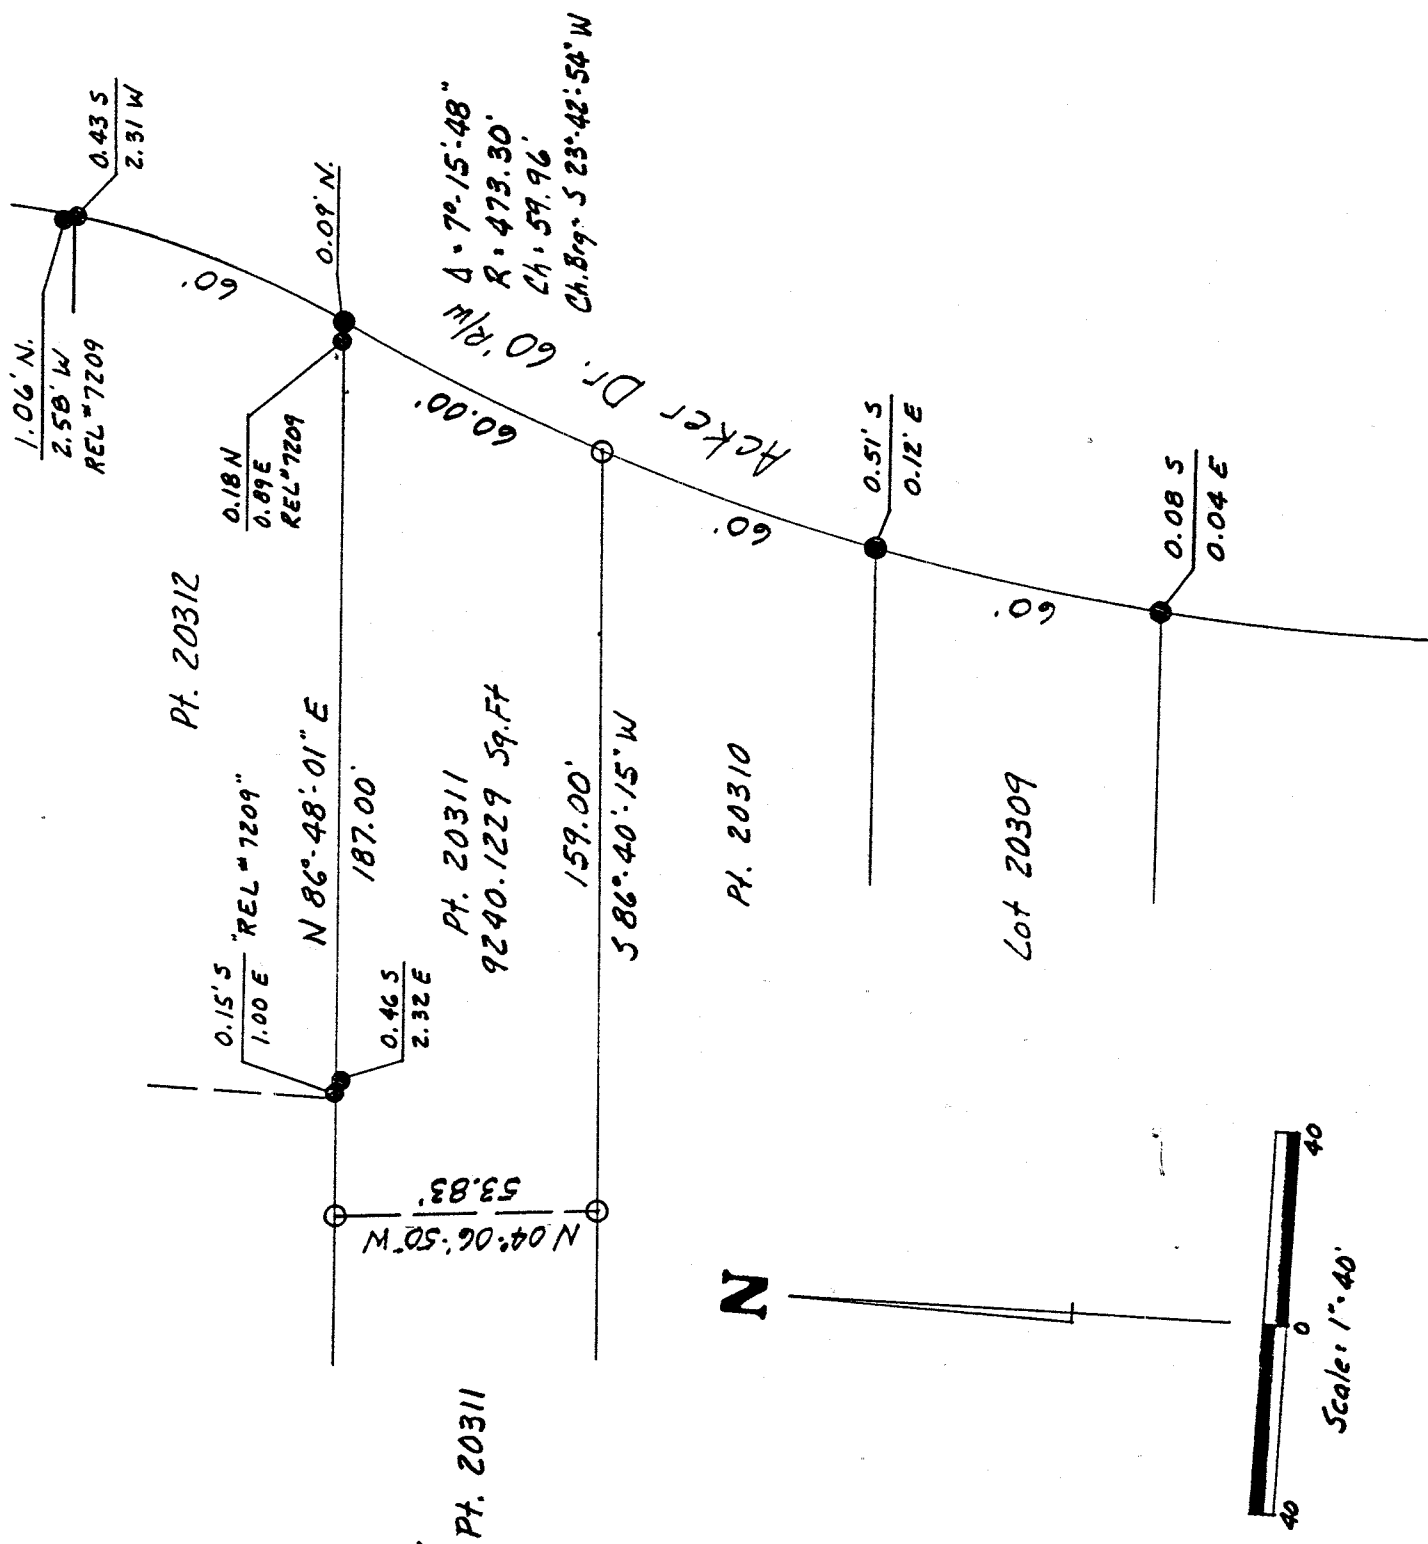 1.06' N.
2.58' W
REL #7209
0.43 S
2.31 W
60'
0.09' N.
0.18 N
0.89 E
REL #7209
Δ = 7°-15'-48"
R = 473.30'
Ch = 59.96'
Ch. Brg = S 23°-42'-54" W
Acker Dr. 60' R/W
60.00'
Pt. 20312
0.15' S
1.00 E
"REL #7209"
N 86°-48'-01" E
187.00'
0.46 S
2.32 E
Pt. 20311
9240.1229 Sq.Ft
159.00'
S 86°-40'-15" W
53.83'
N 04°-06'-50" W
60'
0.51' S
0.12' E
Pt. 20310
60'
0.08 S
0.04 E
Lot 20309
Pt. 20311
N
40
0
40
Scale: 1"=40'